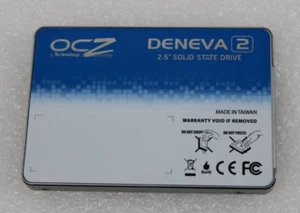 OCZ
Technology
DENEVA 2
2.5" SOLID STATE DRIVE
MADE IN TAIWAN
WARRANTY VOID IF REMOVED
DO NOT DROP
DO NOT PRESS
FC CE